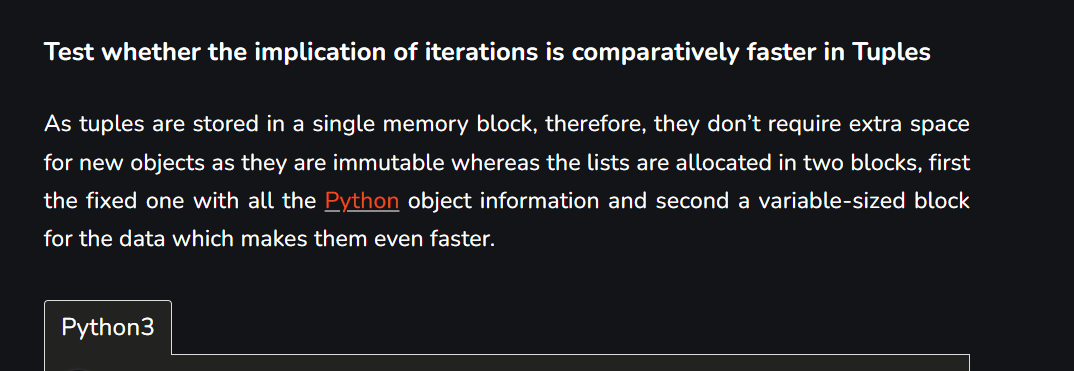 Test whether the implication of iterations is comparatively faster in Tuples
As tuples are stored in a single memory block, therefore, they don’t require extra space
for new objects as they are immutable whereas the lists are allocated in two blocks, first
the fixed one with all the Python object information and second a variable-sized block
for the data which makes them even faster.
Python3